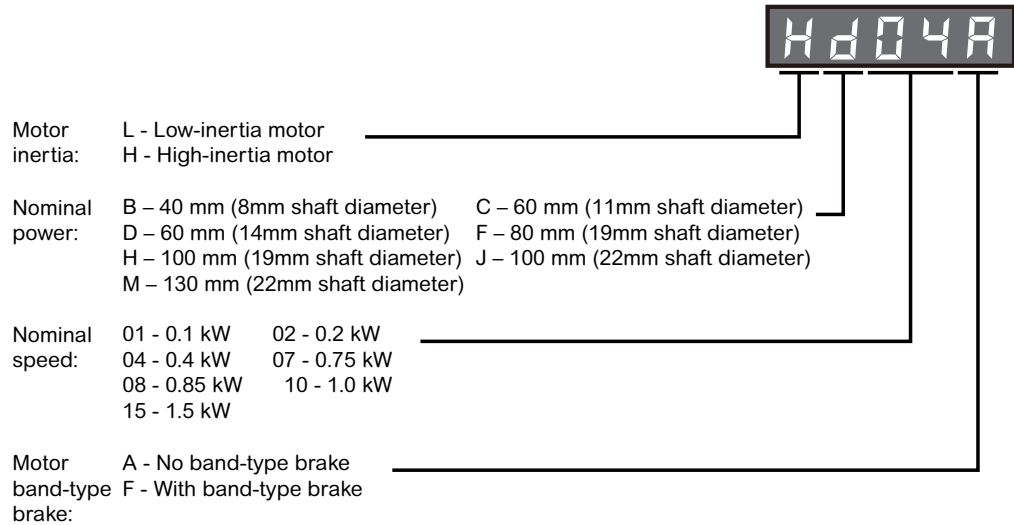 Hd04A
Motor inertia: L - Low-inertia motor
H - High-inertia motor
Nominal power: B – 40 mm (8mm shaft diameter) C – 60 mm (11mm shaft diameter)
D – 60 mm (14mm shaft diameter) F – 80 mm (19mm shaft diameter)
H – 100 mm (19mm shaft diameter) J – 100 mm (22mm shaft diameter)
M – 130 mm (22mm shaft diameter)
Nominal speed: 01 - 0.1 kW 02 - 0.2 kW
04 - 0.4 kW 07 - 0.75 kW
08 - 0.85 kW 10 - 1.0 kW
15 - 1.5 kW
Motor band-type brake: A - No band-type brake
F - With band-type brake